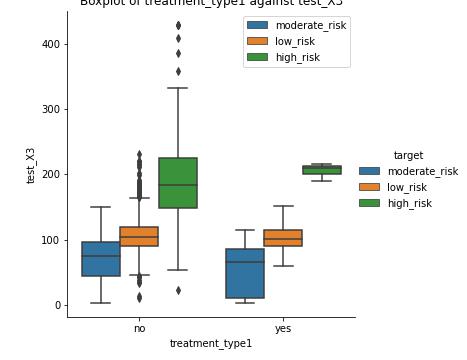 Boxplot of treatment_type1 against test_X3
moderate_risk
low_risk
high_risk
400
300
200
100
0
test_X3
no
yes
treatment_type1
target
moderate_risk
low_risk
high_risk